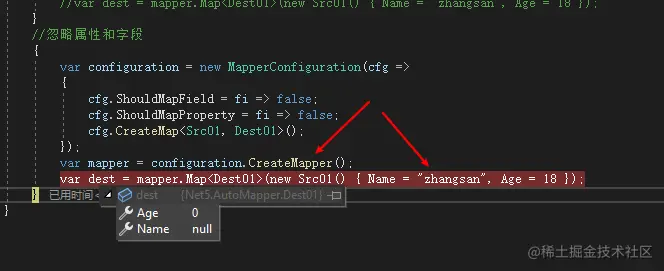 //var dest = mapper.Map<Dest01>(new Src01() { Name = "zhangsan", Age = 18 });
}
//忽略属性和字段
{
var configuration = new MapperConfiguration(cfg =>
{
cfg.ShouldMapField = fi => false;
cfg.ShouldMapProperty = fi => false;
cfg.CreateMap<Src01, Dest01>();
});
var mapper = configuration.CreateMapper();
var dest = mapper.Map<Dest01>(new Src01() { Name = "zhangsan", Age = 18 });
} 已用时间< dest {Net5.AutoMapper.Dest01}
Age 0
Name null
}
@稀土掘金技术社区